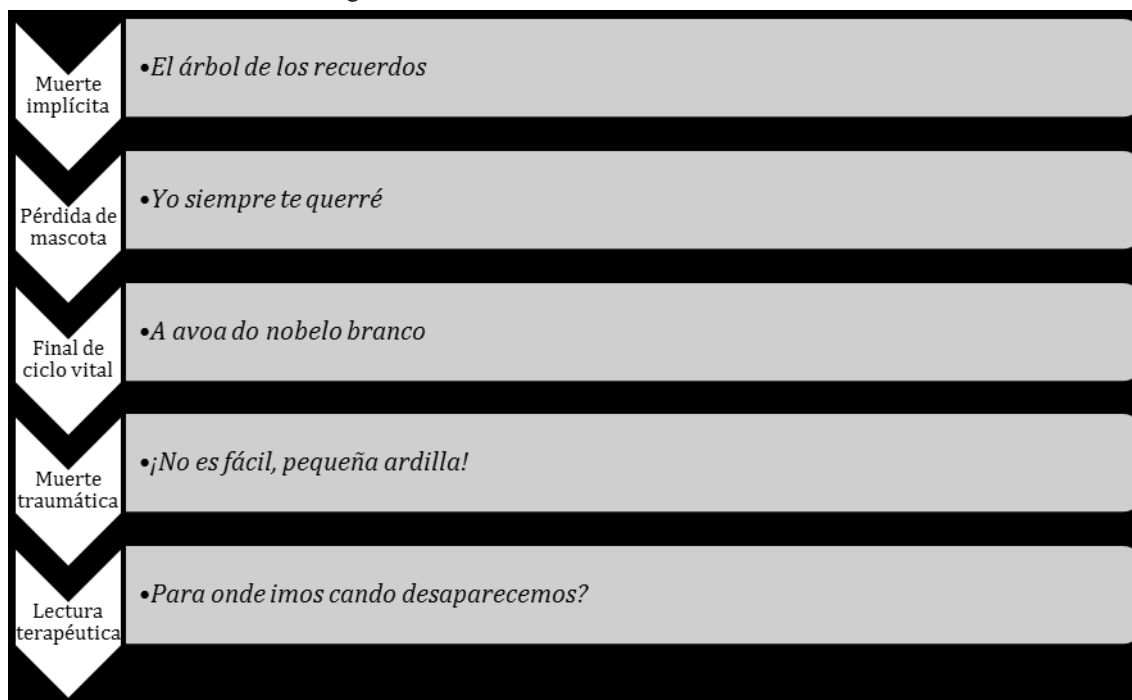 Muerte
implícita
•El árbol de los recuerdos
Pérdida de
mascota
•Yo siempre te querré
Final de
ciclo vital
•A avoa do nobelo branco
Muerte
traumática
•¡No es fácil, pequeña ardilla!
Lectura
terapéutica
•Para onde imos cando desaparecemos?